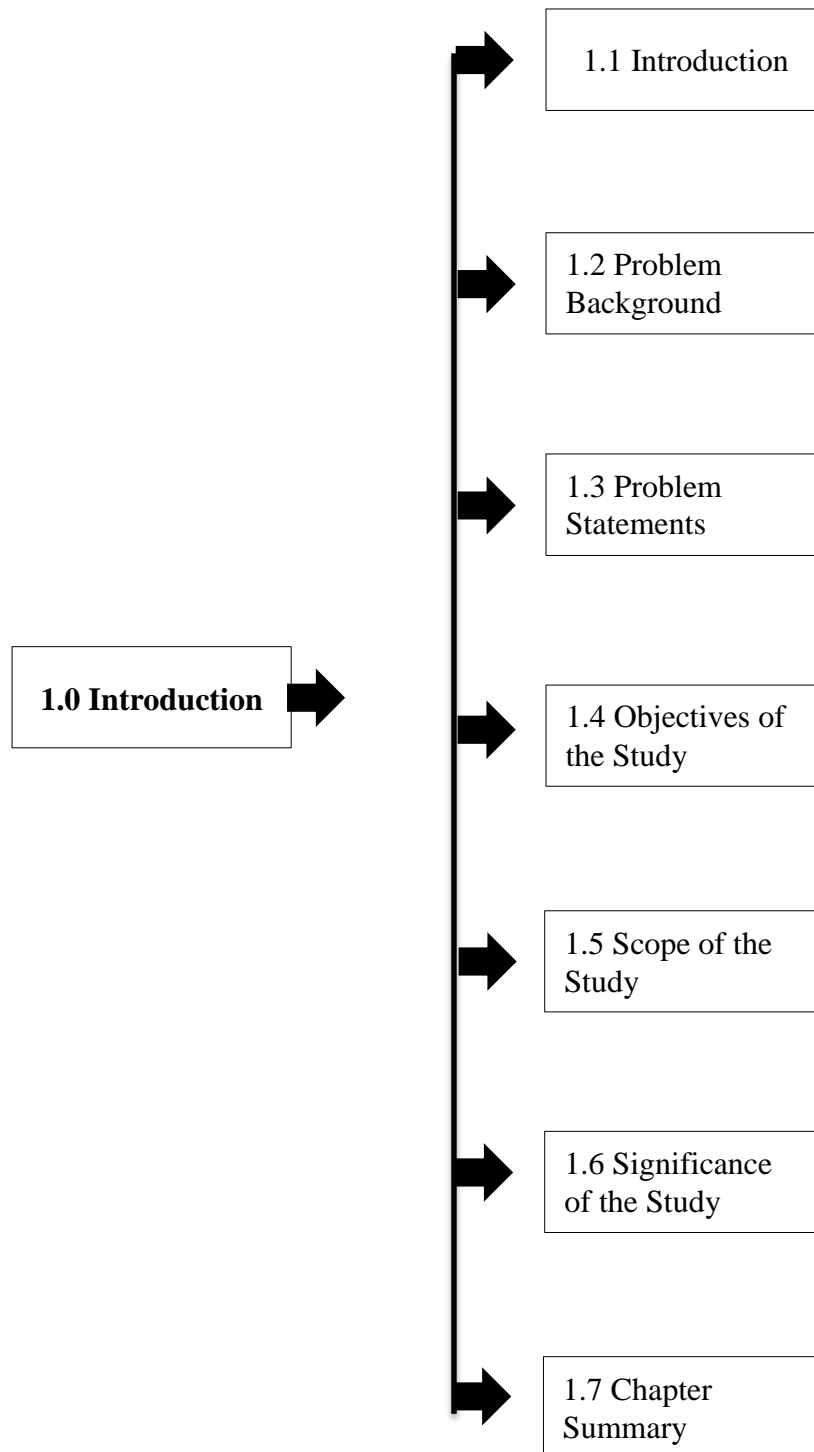 1.1 Introduction
1.2 Problem
Background
1.3 Problem
Statements
1.0 Introduction
1.4 Objectives of
the Study
1.5 Scope of the
Study
1.6 Significance
of the Study
1.7 Chapter
Summary